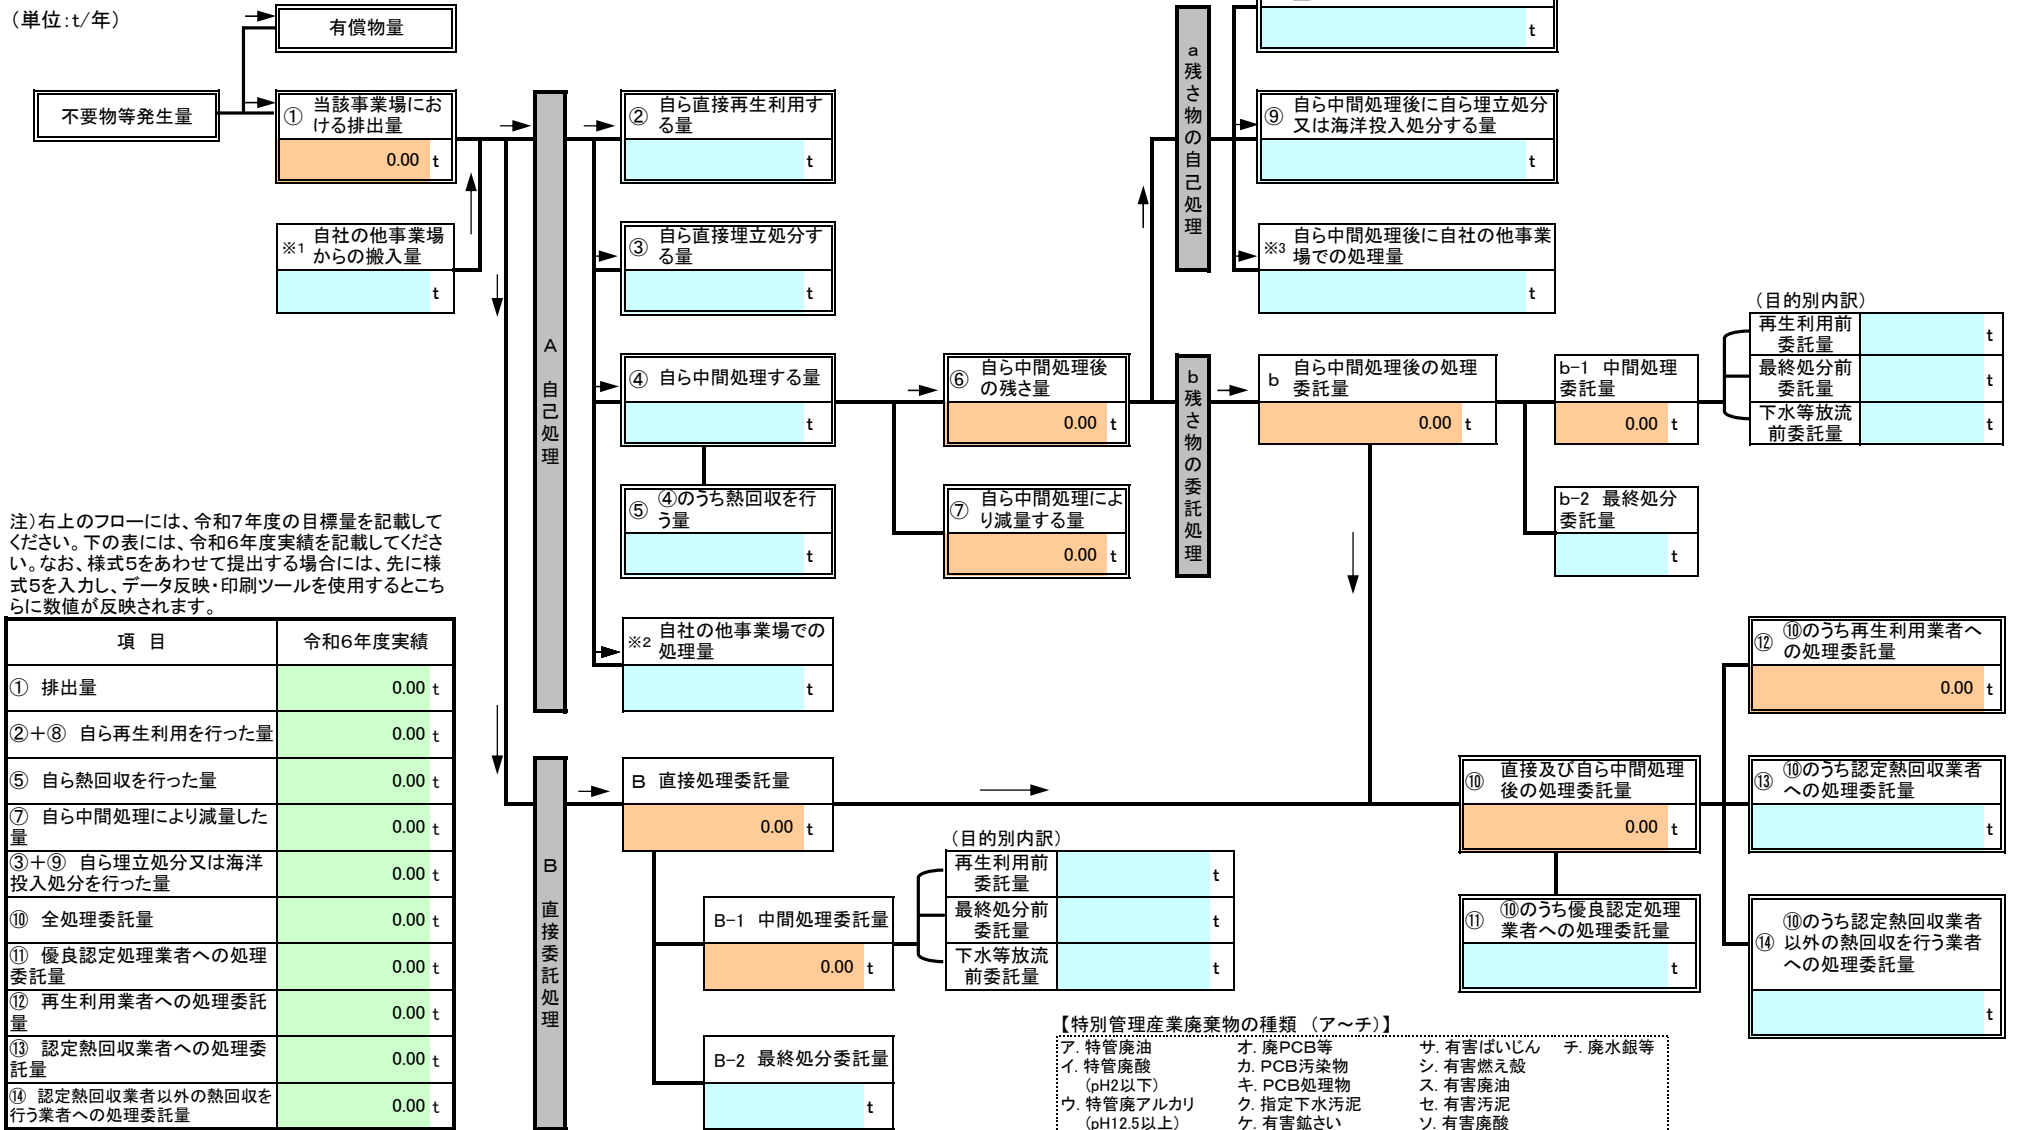 （単位：t/年）
有償物量
不要物等発生量
① 当該事業場にお
ける排出量
0.00 t
※1 自社の他事業場
からの搬入量
t
A 自己処理
② 自ら直接再生利用す
る量
t
③ 自ら直接埋立処分す
る量
t
④ 自ら中間処理する量
t
⑤ ④のうち熱回収を行
う量
t
※2 自社の他事業場での
処理量
t
⑥ 自ら中間処理後
の残さ量
0.00 t
⑦ 自ら中間処理によ
り減量する量
0.00 t
a 残さ物の自己処理
t
⑨ 自ら中間処理後に自ら埋立処分
又は海洋投入処分する量
t
※3 自ら中間処理後に自社の他事業
場での処理量
t
b 残さ物の委託処理
b 自ら中間処理後の処理
委託量
0.00 t
b-1 中間処理
委託量
0.00 t
（目的別内訳）
再生利用前
委託量
t
最終処分前
委託量
t
下水等放流
前委託量
t
b-2 最終処分
委託量
t
注）右上のフローには、令和7年度の目標量を記載して
ください。下の表には、令和6年度実績を記載してくださ
い。なお、様式5をあわせて提出する場合には、先に様
式5を入力し、データ反映・印刷ツールを使用するとこち
らに数値が反映されます。
項 目 令和6年度実績
① 排出量 0.00 t
②＋⑧ 自ら再生利用を行った量 0.00 t
⑤ 自ら熱回収を行った量 0.00 t
⑦ 自ら中間処理により減量した
量 0.00 t
③＋⑨ 自ら埋立処分又は海洋
投入処分を行った量 0.00 t
⑩ 全処理委託量 0.00 t
⑪ 優良認定処理業者への処理
委託量 0.00 t
⑫ 再生利用業者への処理委託
量 0.00 t
⑬ 認定熱回収業者への処理委
託量 0.00 t
⑭ 認定熱回収業者以外の熱回収を
行う業者への処理委託量 0.00 t
B 直接委託処理
B 直接処理委託量
0.00 t
B-1 中間処理委託量
0.00 t
（目的別内訳）
再生利用前
委託量
t
最終処分前
委託量
t
下水等放流
前委託量
t
B-2 最終処分委託量
t
⑩ 直接及び自ら中間処理
後の処理委託量
0.00 t
⑪ ⑩のうち優良認定処理
業者への処理委託量
t
⑫ ⑩のうち再生利用業者へ
の処理委託量
0.00 t
⑬ ⑩のうち認定熱回収業者
への処理委託量
t
⑭ ⑩のうち認定熱回収業者
以外の熱回収を行う業者
への処理委託量
t
【特別管理産業廃棄物の種類 （ア～チ）】
ア. 特管廃油 オ. 廃PCB等 サ. 有害ばいじん チ. 廃水銀等
イ. 特管廃酸 カ. PCB汚染物 シ. 有害燃え殻
（pH2以下） キ. PCB処理物 ス. 有害廃油
ウ. 特管廃アルカリ ク. 指定下水汚泥 セ. 有害汚泥
（pH12.5以上） ケ. 有害鉱さい ソ. 有害廃酸